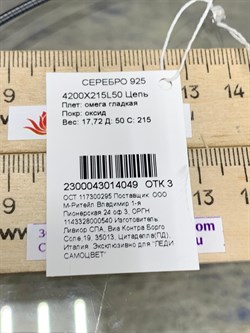 СЕРЕБРО 925
4200X215L50 Цепь
Плет: омега гладкая
Покр: оксид
Вес: 17,72 Д: 50 С: 215
2300043014049 ОТК 3
ОСТ 117300295 Поставщик: ООО
М-Ритейл Владимир 1-я
Пионерская 24 оф 3, ОРГН
1143328000540 Изготовитель:
Ливиор СПА, Виа Контра Борго
Соле,19, 35013, Цитаделла(ПД),
Италия. Эксклюзивно для "ЛЕДИ
САМОЦВЕТ"